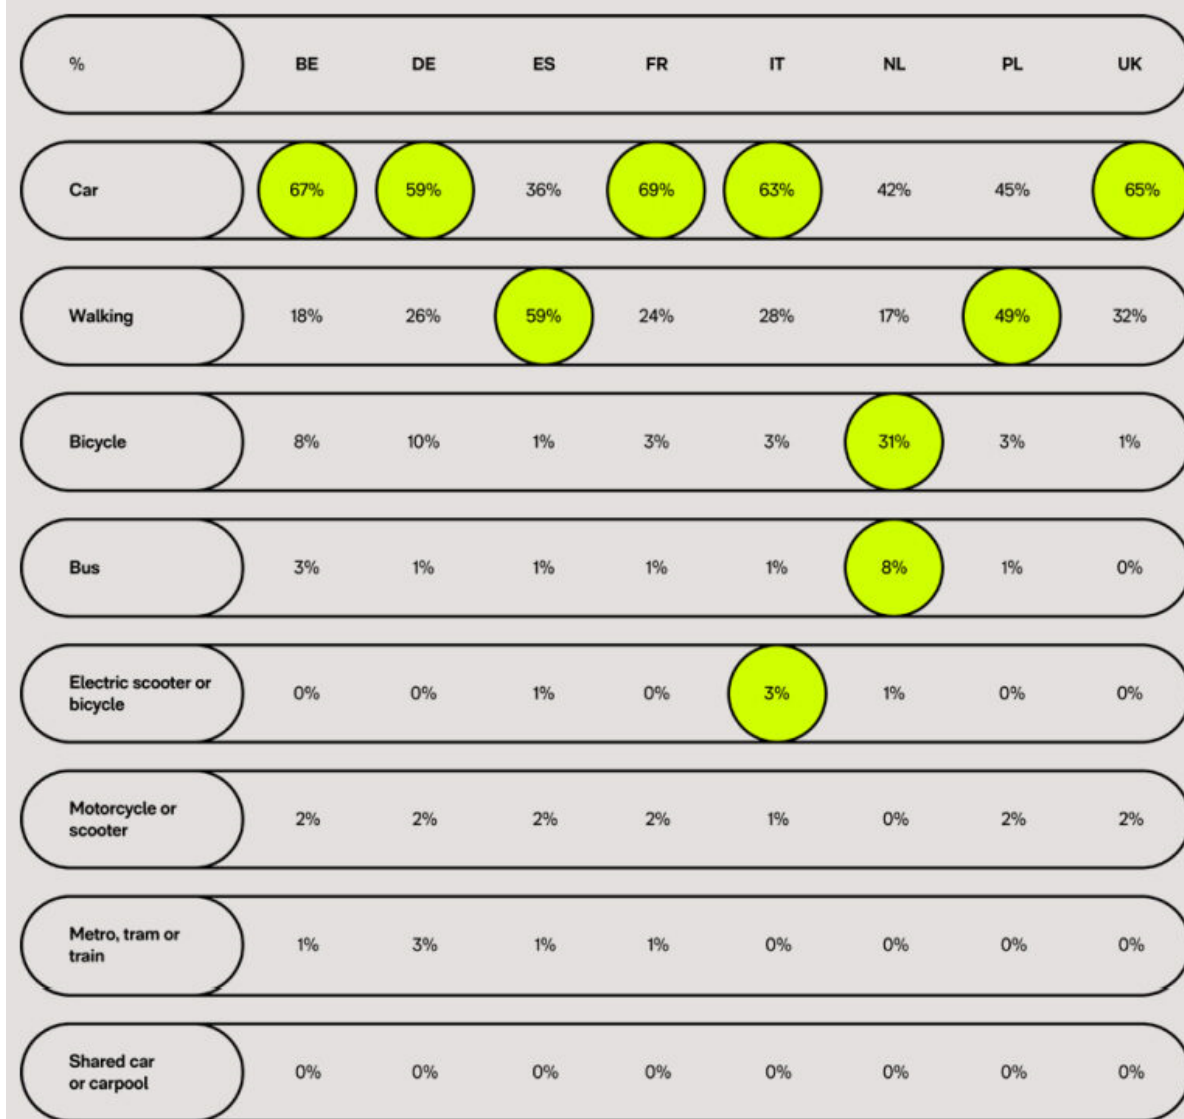 % BE DE ES FR IT NL PL UK
Car 67% 59% 36% 69% 63% 42% 45% 65%
Walking 18% 26% 59% 24% 28% 17% 49% 32%
Bicycle 8% 10% 1% 3% 3% 31% 3% 1%
Bus 3% 1% 1% 1% 1% 8% 1% 0%
Electric scooter or
bicycle 0% 0% 1% 0% 3% 1% 0% 0%
Motorcycle or
scooter 2% 2% 2% 2% 1% 0% 2% 2%
Metro, tram or
train 1% 3% 1% 1% 0% 0% 0% 0%
Shared car
or carpool 0% 0% 0% 0% 0% 0% 0% 0%